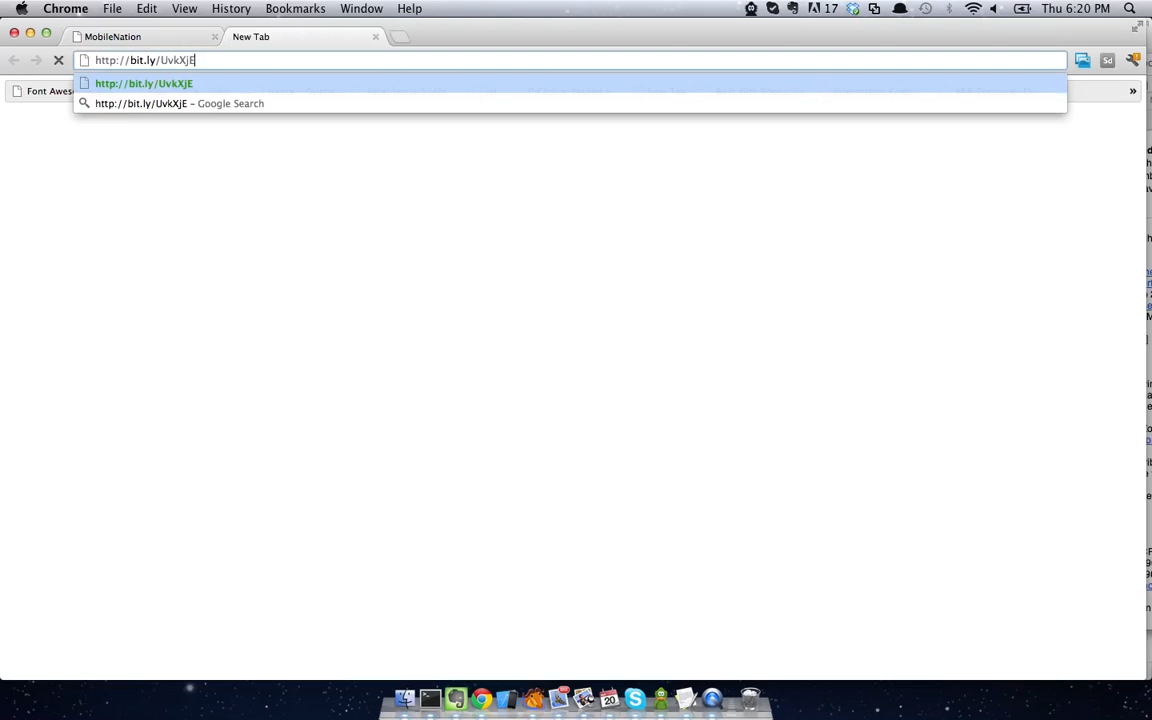 Chrome File Edit View History Bookmarks Window Help 17 Thu 6:20 PM
MobileNation New Tab
http://bit.ly/UvkXjE Sd
http://bit.ly/UvkXjE
Font Awes »
http://bit.ly/UvkXjE – Google Search
20